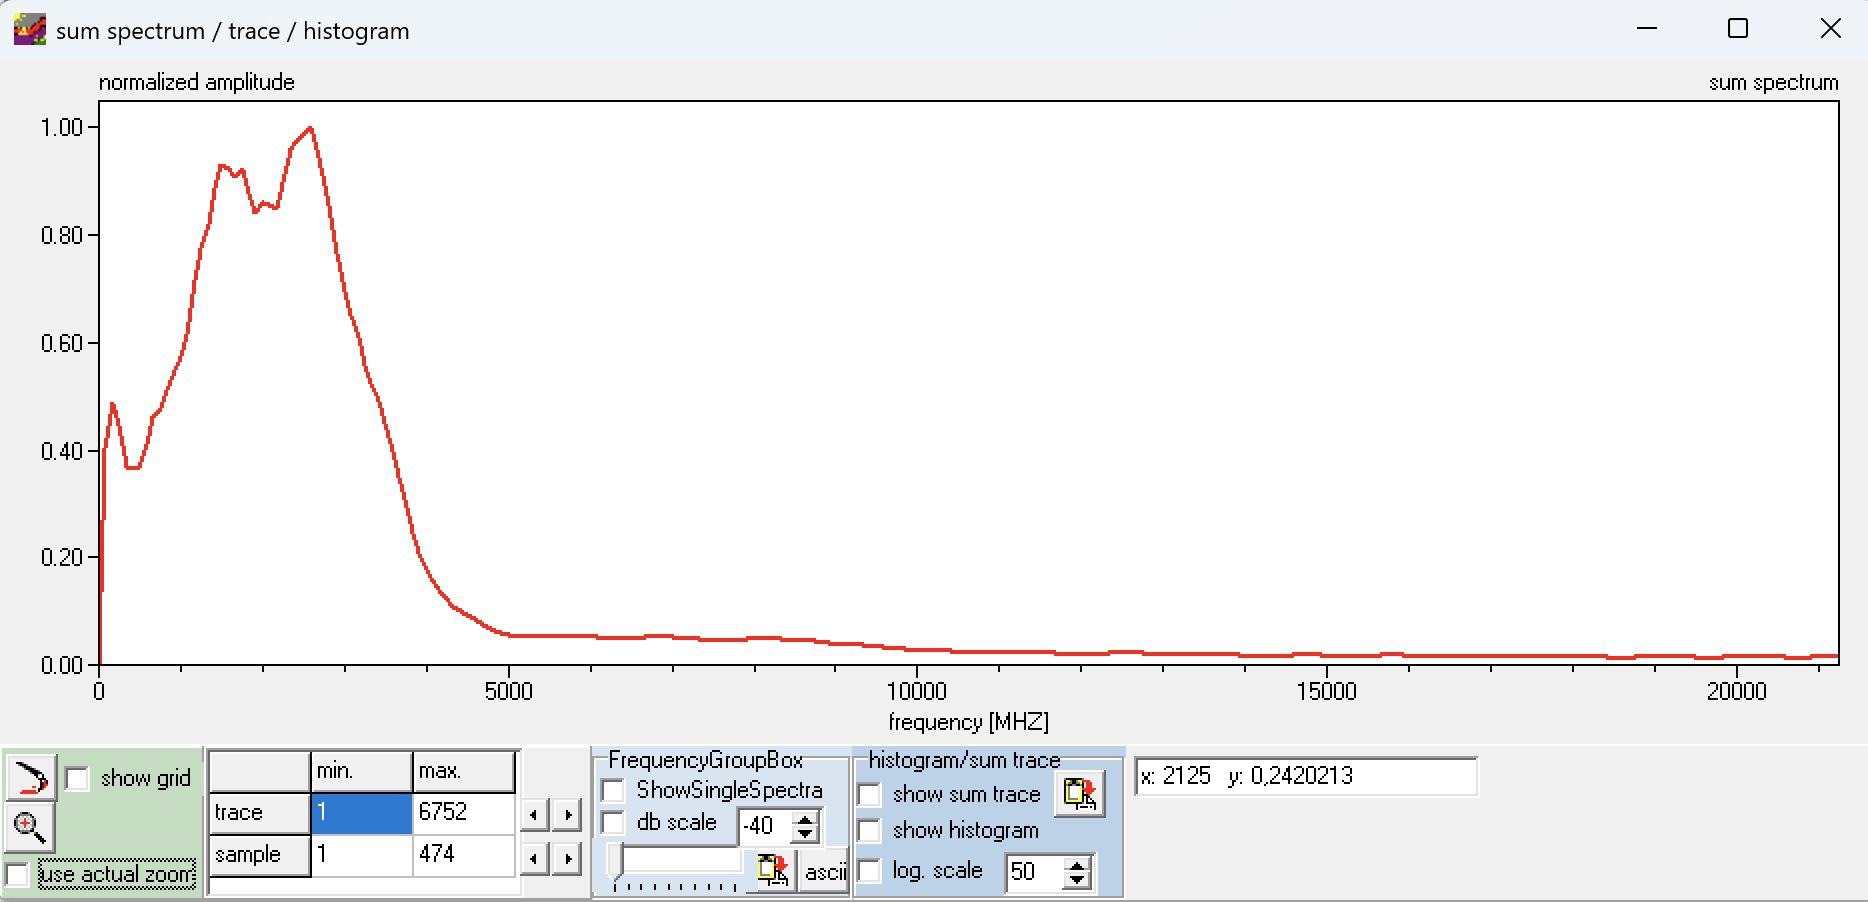 sum spectrum / trace / histogram
normalized amplitude
sum spectrum
1.00
0.80
0.60
0.40
0.20
0.00
0
5000
10000
15000
20000
frequency [MHZ]
show grid
use actual zoom
min.
max.
trace
1
6752
sample
1
474
FrequencyGroupBox
ShowSingleSpectra
db scale
-40
ascii
histogram/sum trace
show sum trace
show histogram
log. scale
50
x: 2125 y: 0,2420213